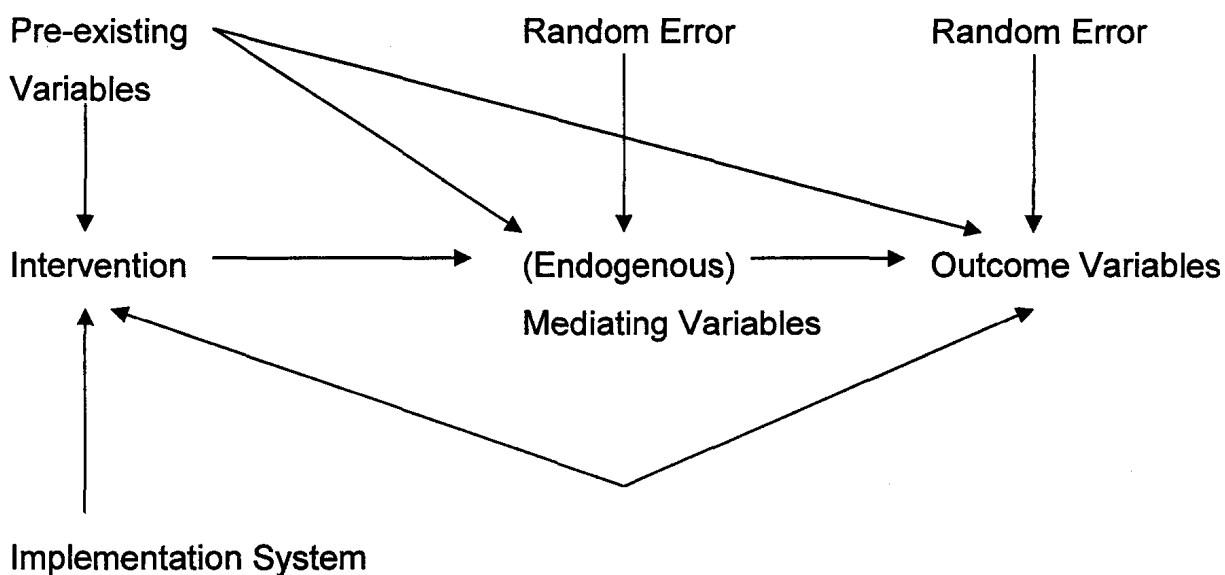 Pre-existing
Variables
Random Error
Random Error
Intervention
(Endogenous)
Mediating Variables
Outcome Variables
Implementation System